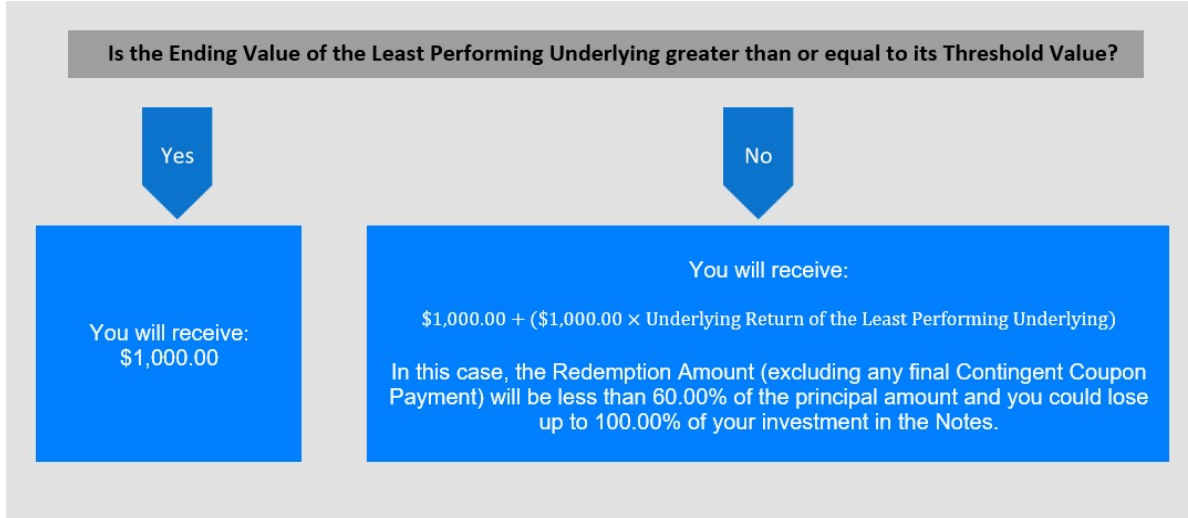 Is the Ending Value of the Least Performing Underlying greater than or equal to its Threshold Value?
Yes
No
You will receive:
$1,000.00
You will receive:
$1,000.00 + ($1,000.00 × Underlying Return of the Least Performing Underlying)
In this case, the Redemption Amount (excluding any final Contingent Coupon
Payment) will be less than 60.00% of the principal amount and you could lose
up to 100.00% of your investment in the Notes.